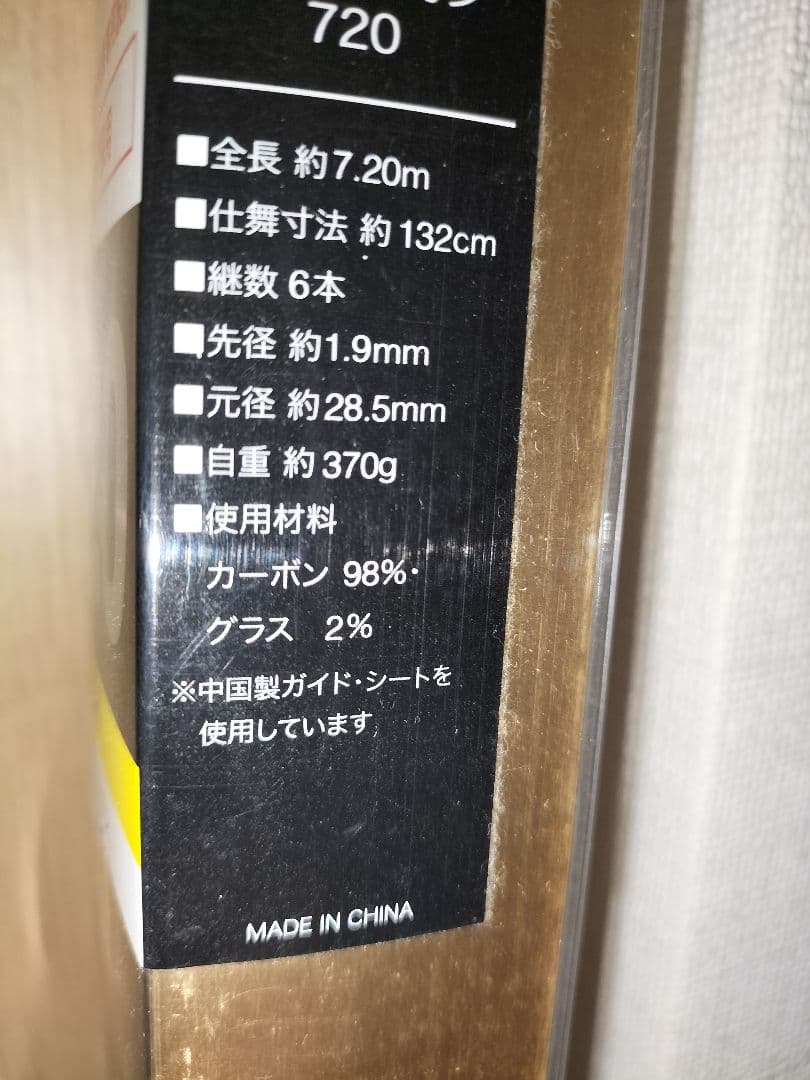 720
■全長 約7.20m
■仕舞寸法 約132cm
■継数 6本
■先径 約1.9mm
■元径 約28.5mm
■自重 約370g
■使用材料
カーボン 98%・
グラス 2%
※中国製ガイド・シートを
使用しています
MADE IN CHINA